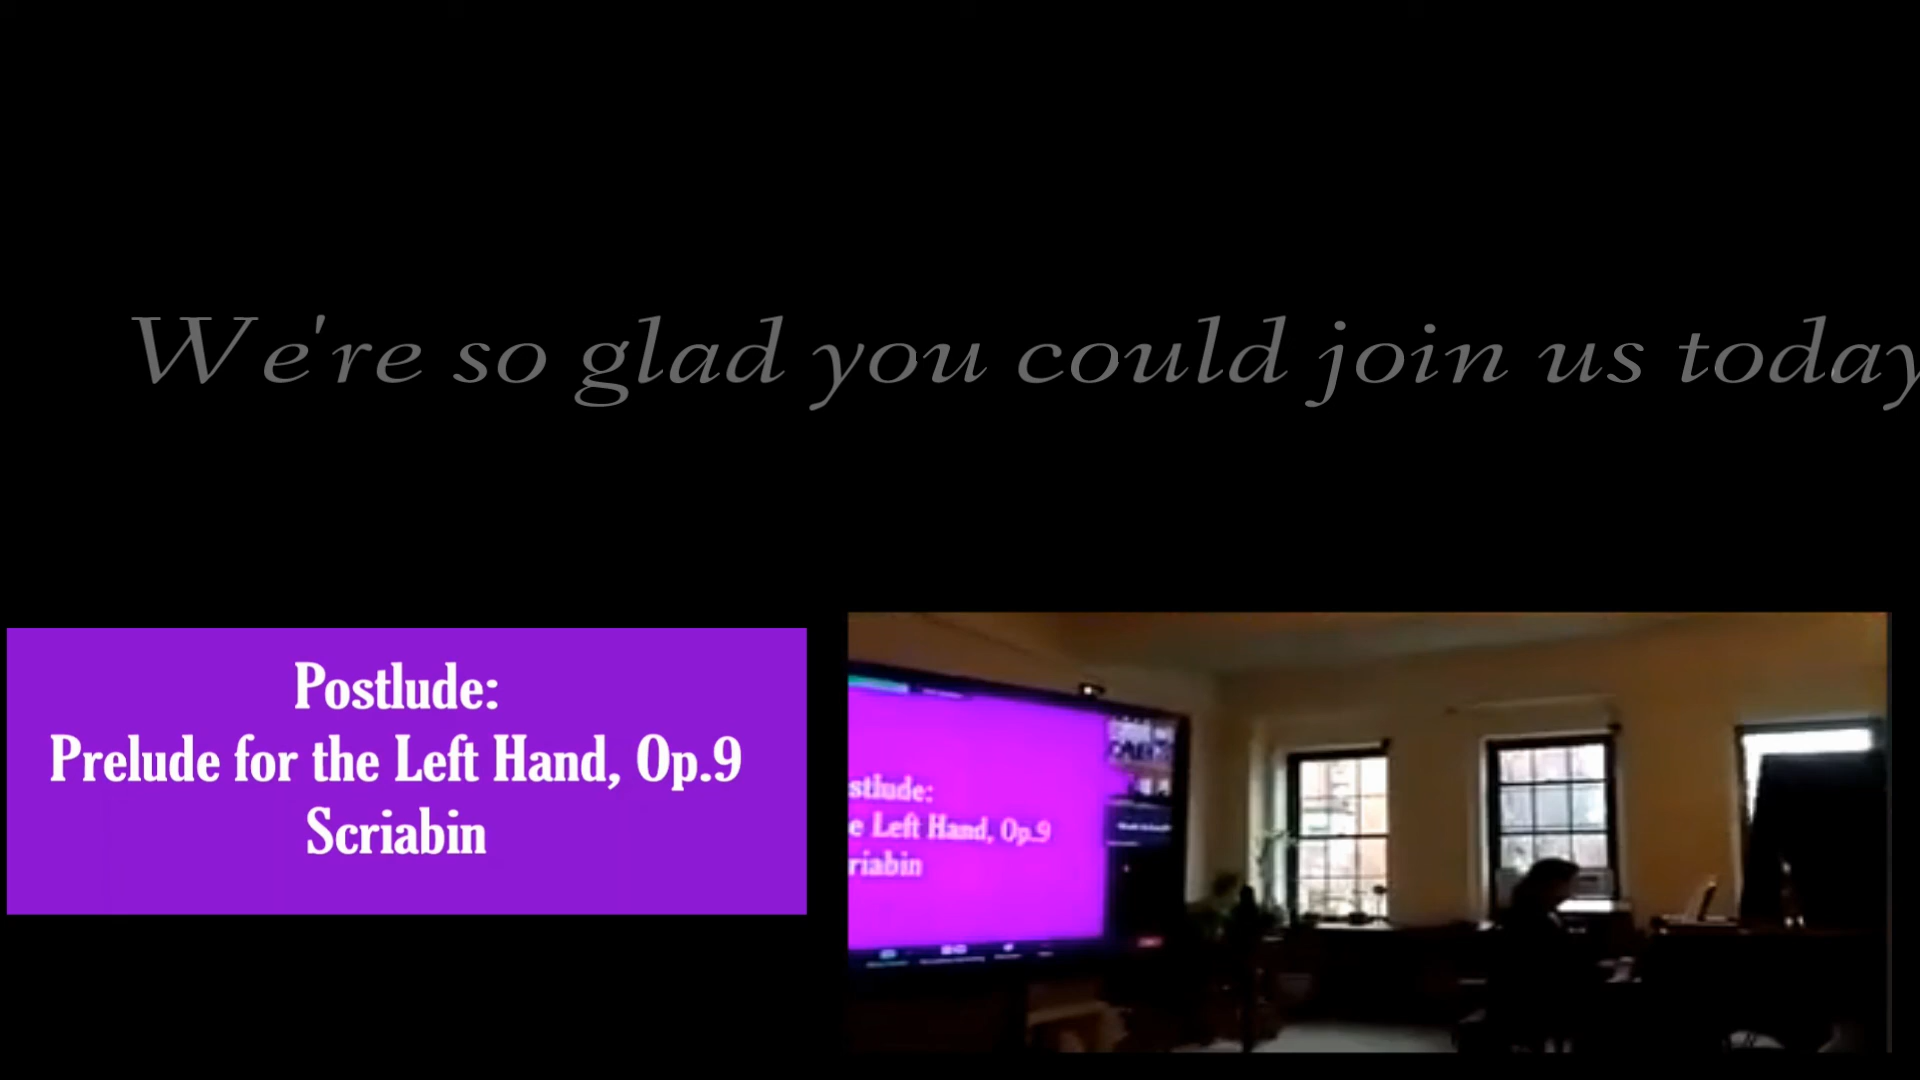 We're so glad you could join us today
Postlude:
Prelude for the Left Hand, Op.9
Scriabin
stlude:
e Left Hand, Op.9
riabin